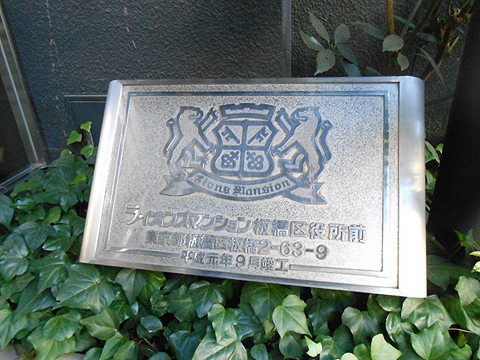 Lions Mansion
ライオンズマンション板橋区役所前
東京都板橋区板橋2-63-9
平成元年9月竣工